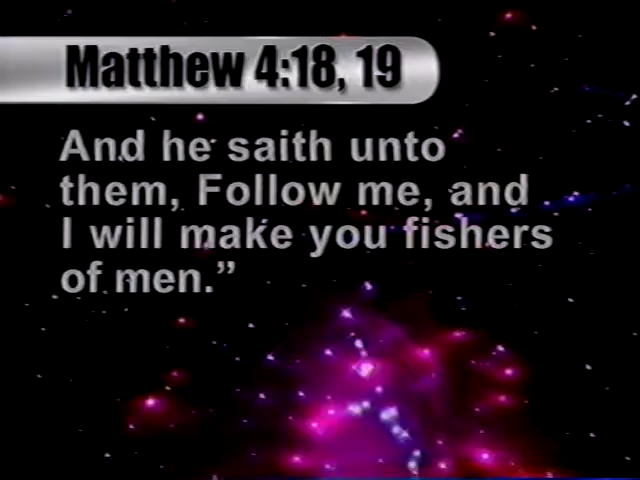 Matthew 4:18, 19
And he saith unto
them, Follow me, and
I will make you fishers
of men.”